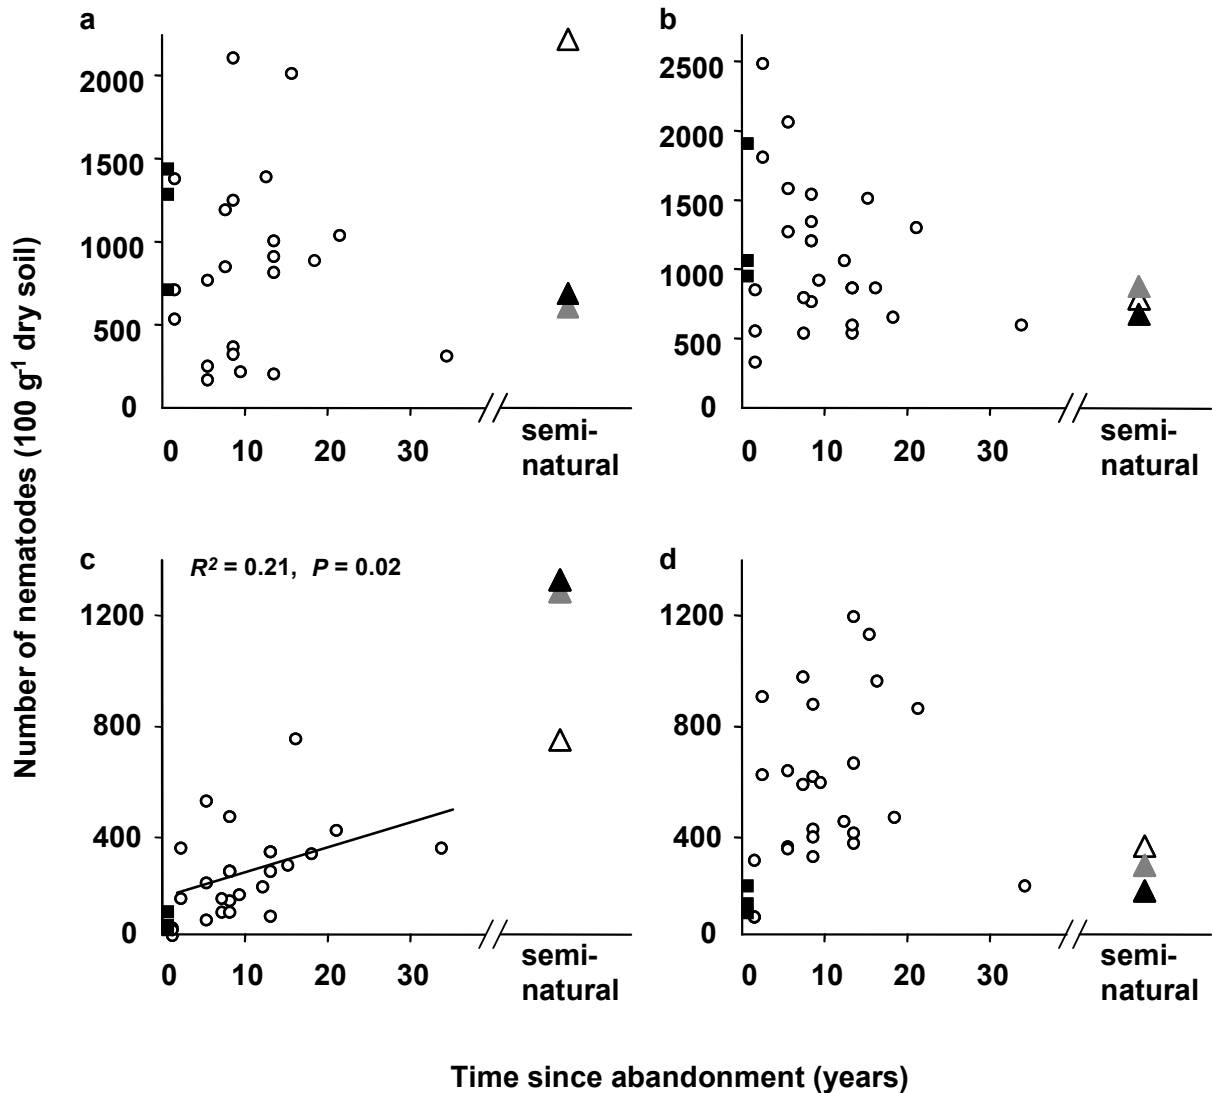 Number of nematodes (100 g-1 dry soil)
a
2000
1500
1000
500
0
0 10 20 30
semi-
natural
b
2500
2000
1500
1000
500
0
0 10 20 30
semi-
natural
c
R2 = 0.21, P = 0.02
1200
800
400
0
0 10 20 30
semi-
natural
d
1200
800
400
0
0 10 20 30
semi-
natural
Time since abandonment (years)